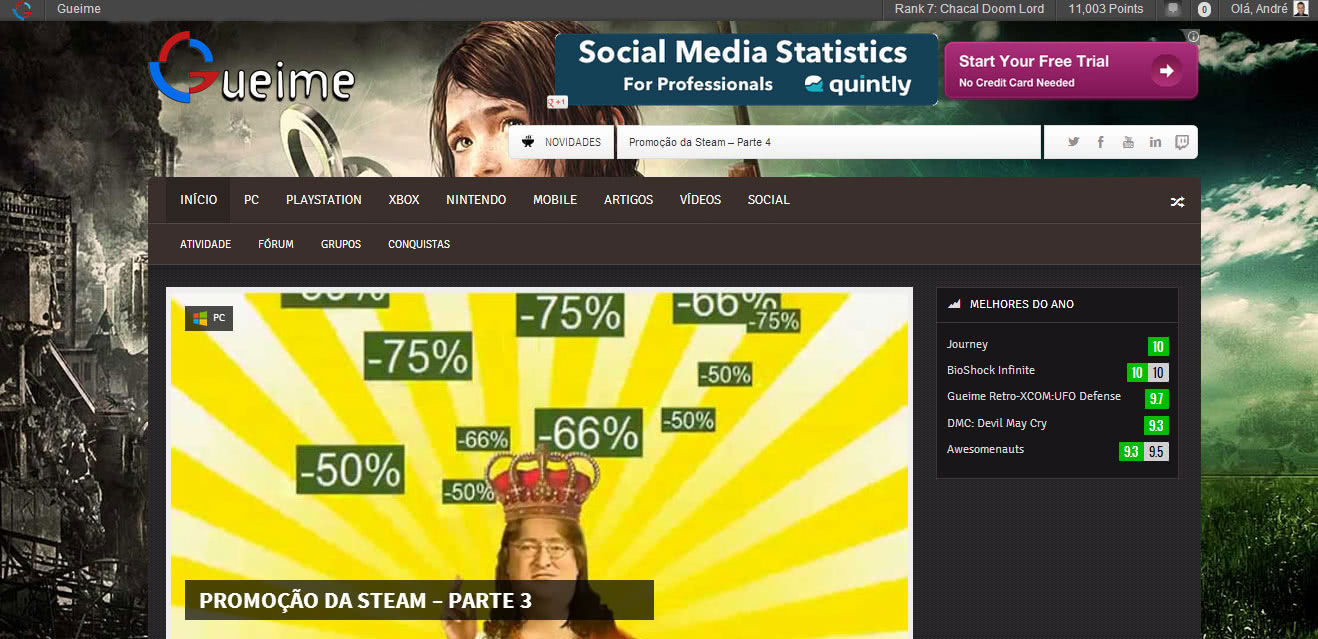 Gueime
Rank 7: Chacal Doom Lord
11,003 Points
0
Olá, André
Gueime
Social Media Statistics
For Professionals
quintly
Start Your Free Trial
No Credit Card Needed
g +1
NOVIDADES
Promoção da Steam – Parte 4
INÍCIO PC PLAYSTATION XBOX NINTENDO MOBILE ARTIGOS VÍDEOS SOCIAL
ATIVIDADE FÓRUM GRUPOS CONQUISTAS
PC
-66%
-75%
-66%
-75%
-75%
-50%
-50%
-66%
-66%
-50%
-50%
PROMOÇÃO DA STEAM – PARTE 3
MELHORES DO ANO
Journey 10
BioShock Infinite 10 10
Gueime Retro-XCOM:UFO Defense 9.7
DMC: Devil May Cry 9.3
Awesomenauts 9.3 9.5